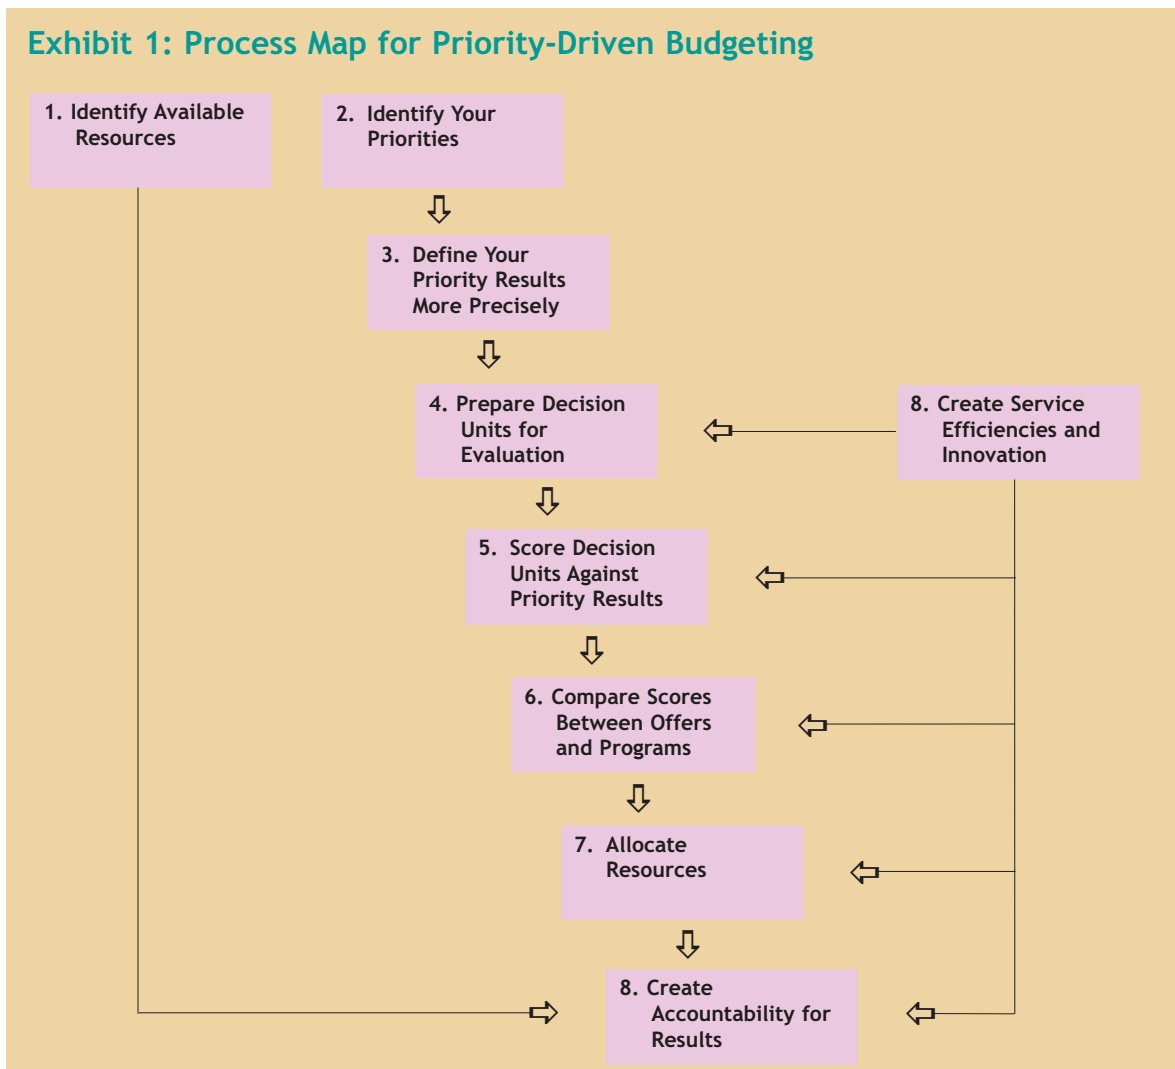 Exhibit 1: Process Map for Priority-Driven Budgeting
1. Identify Available
Resources
2. Identify Your
Priorities
3. Define Your
Priority Results
More Precisely
4. Prepare Decision
Units for
Evaluation
8. Create Service
Efficiencies and
Innovation
5. Score Decision
Units Against
Priority Results
6. Compare Scores
Between Offers
and Programs
7. Allocate
Resources
8. Create
Accountability for
Results